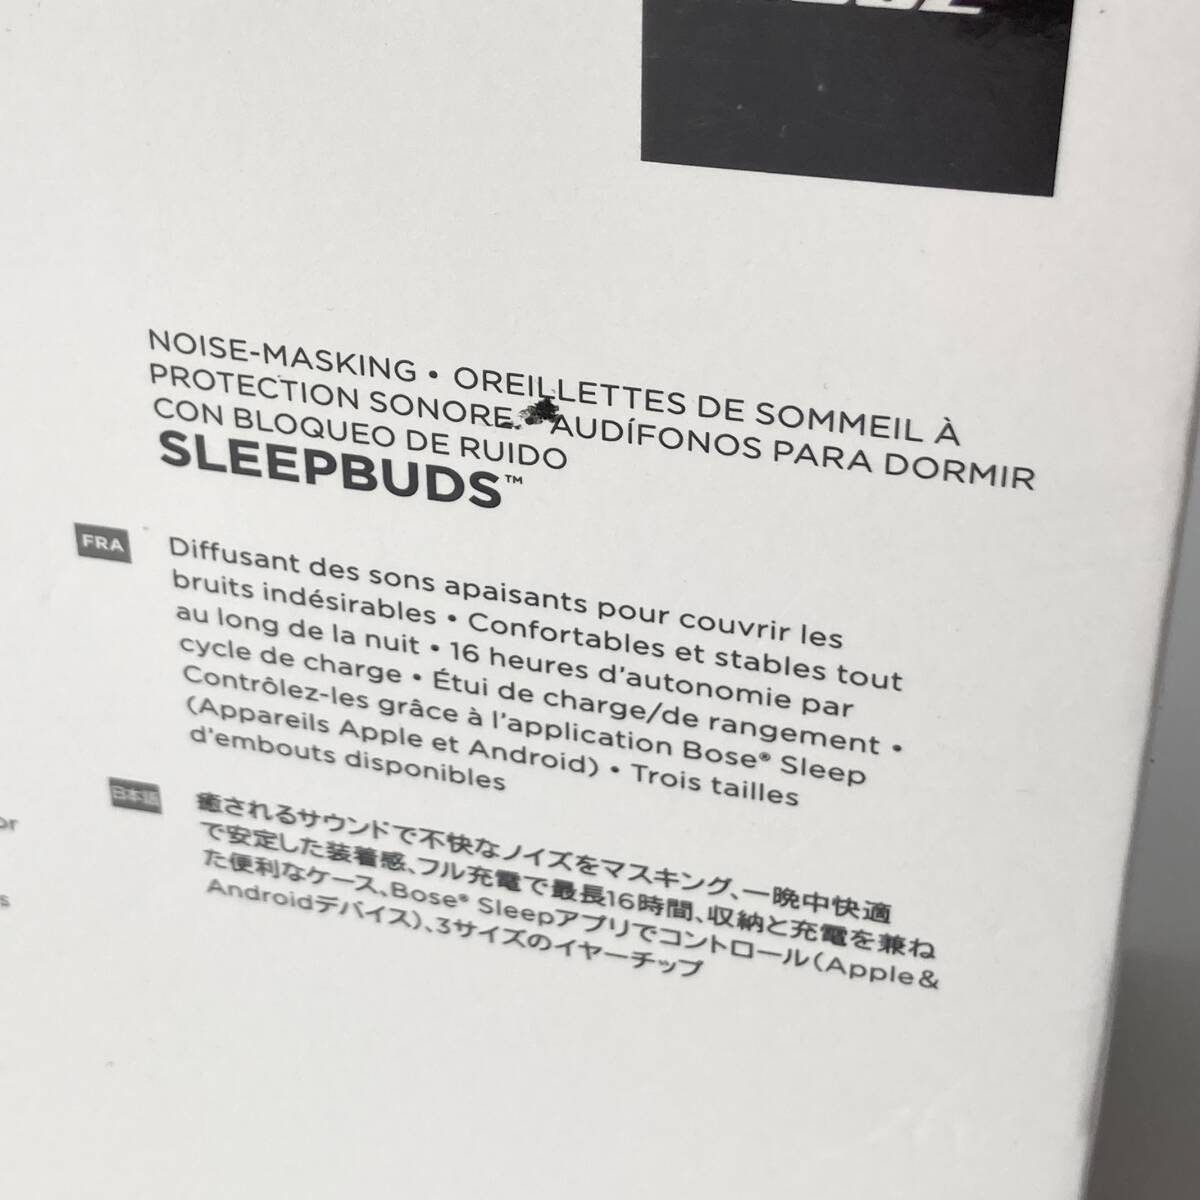 NOISE-MASKING • OREILLETTES DE SOMMEIL À
PROTECTION SONORE • AUDÍFONOS PARA DORMIR
CON BLOQUEO DE RUIDO
SLEEPBUDS™
FRA
Diffusant des sons apaisants pour couvrir les
bruits indésirables • Confortables et stables tout
au long de la nuit • 16 heures d'autonomie par
cycle de charge • Étui de charge/de rangement •
Contrôlez-les grâce à l'application Bose® Sleep
(Appareils Apple et Android) • Trois tailles
d'embouts disponibles
日本語
癒されるサウンドで不快なノイズをマスキング、一晩中快適
で安定した装着感、フル充電で最長16時間、収納と充電を兼ね
た便利なケース、Bose® Sleepアプリでコントロール(Apple&
Androidデバイス)、3サイズのイヤーチップ